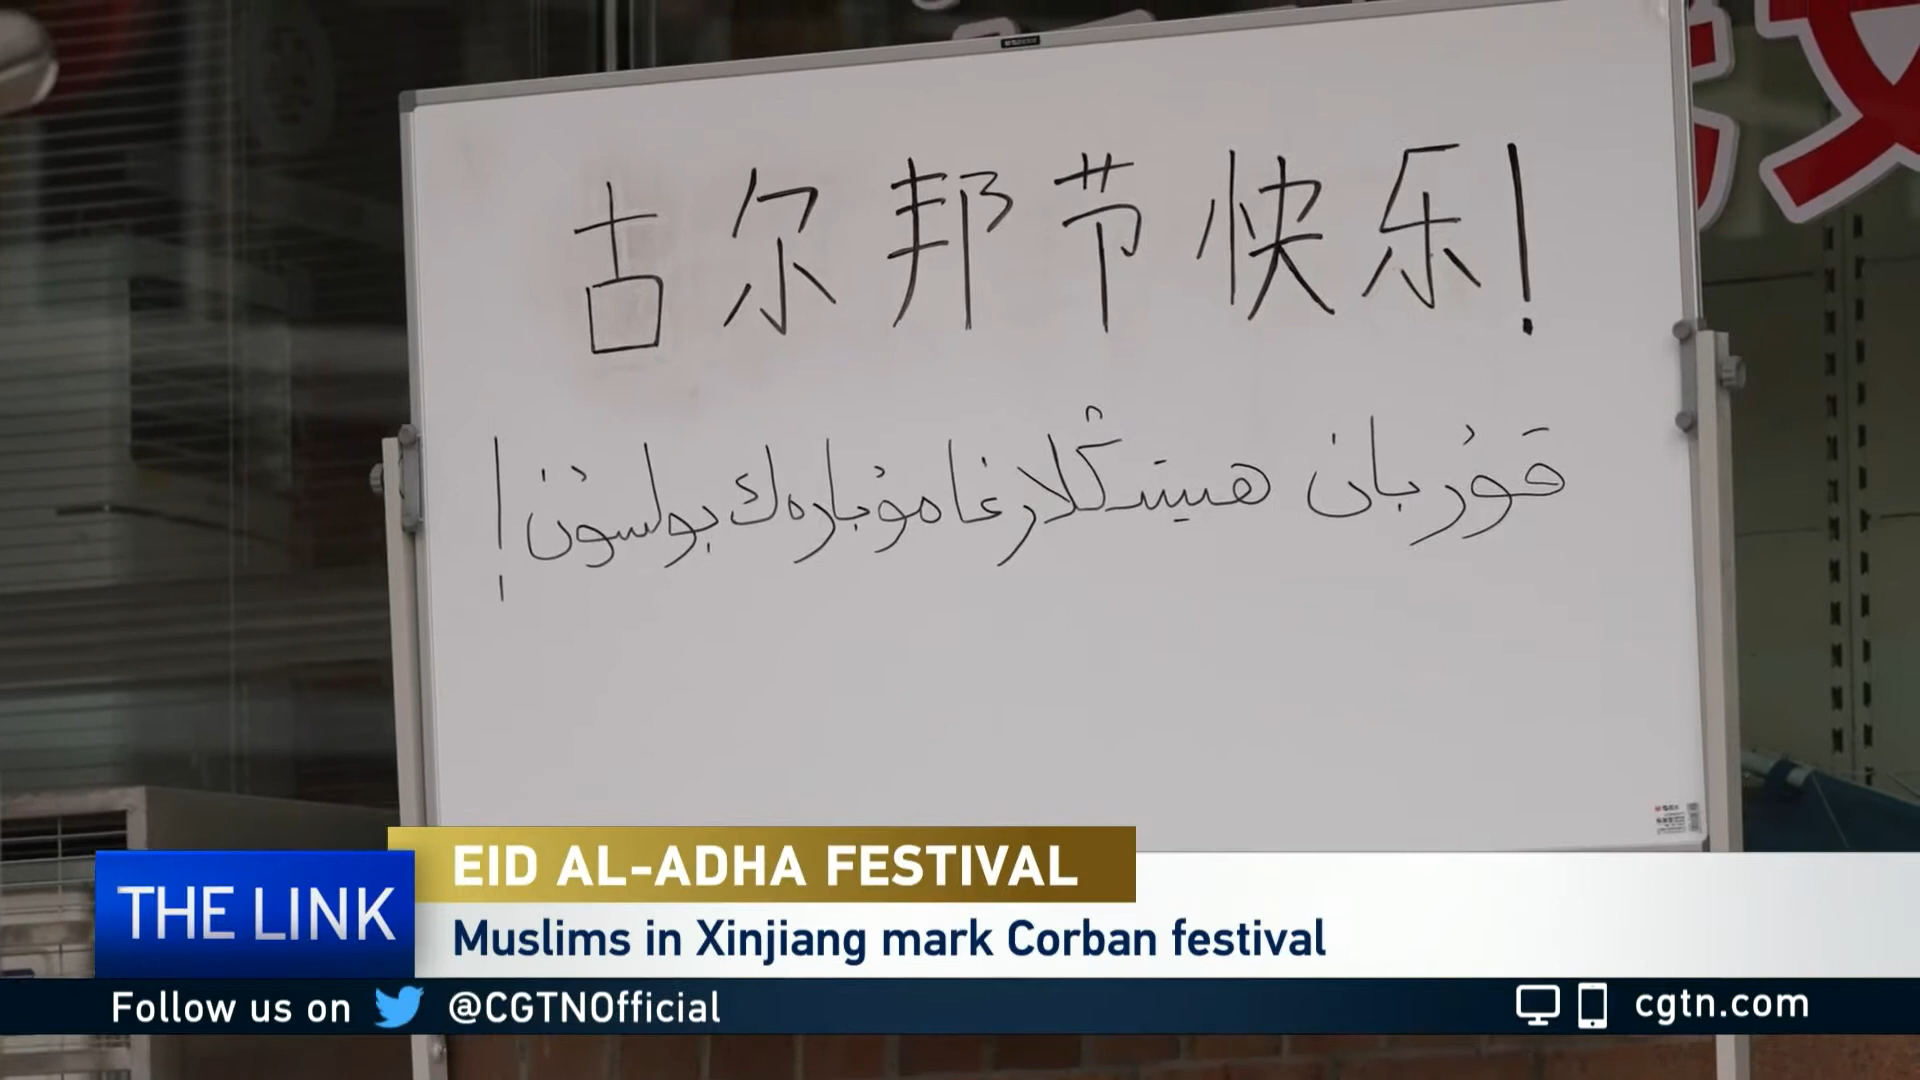 古尔邦节快乐!
قۇربان ھېيتىڭلارغا مۇبارەك بولسۇن!
EID AL-ADHA FESTIVAL
THE LINK
Muslims in Xinjiang mark Corban festival
Follow us on @CGTNOfficial
cgtn.com